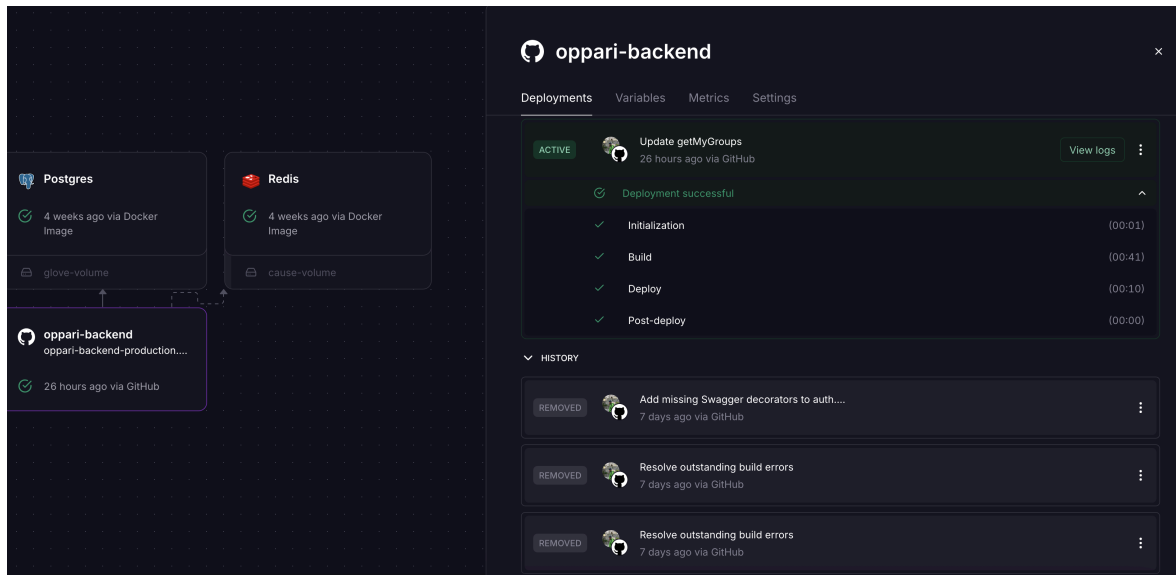 Postgres
4 weeks ago via Docker
Image
glove-volume
Redis
4 weeks ago via Docker
Image
cause-volume
oppari-backend
oppari-backend-production....
26 hours ago via GitHub
oppari-backend
Deployments Variables Metrics Settings
ACTIVE
Update getMyGroups
26 hours ago via GitHub
View logs
Deployment successful
Initialization (00:01)
Build (00:41)
Deploy (00:10)
Post-deploy (00:00)
HISTORY
REMOVED
Add missing Swagger decorators to auth....
7 days ago via GitHub
REMOVED
Resolve outstanding build errors
7 days ago via GitHub
REMOVED
Resolve outstanding build errors
7 days ago via GitHub